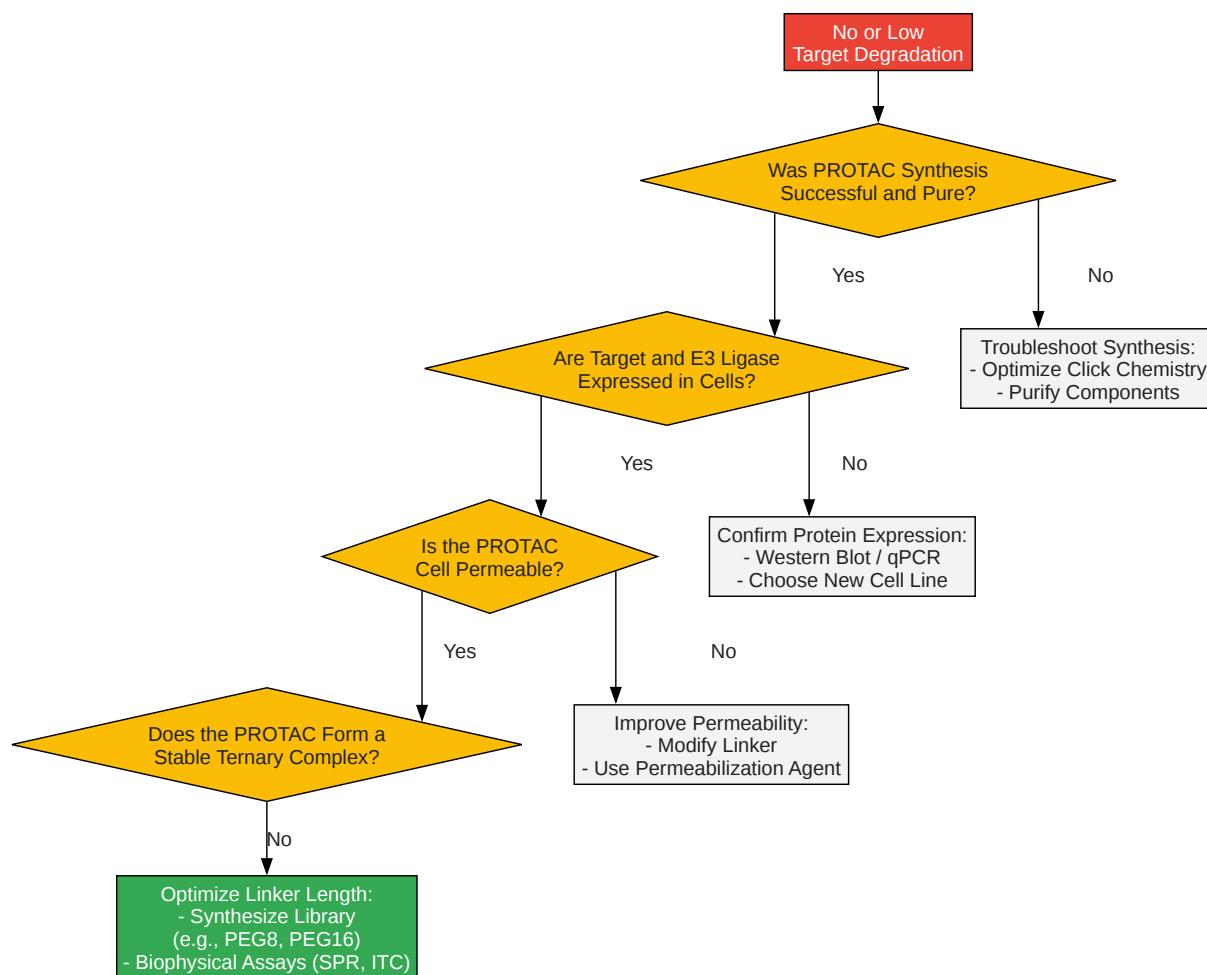 No or Low
Target Degradation
Was PROTAC Synthesis
Successful and Pure?
Yes
No
Are Target and E3 Ligase
Expressed in Cells?
Troubleshoot Synthesis:
- Optimize Click Chemistry
- Purify Components
Yes
No
Is the PROTAC
Cell Permeable?
Confirm Protein Expression:
- Western Blot / qPCR
- Choose New Cell Line
Yes
No
Does the PROTAC Form a
Stable Ternary Complex?
Improve Permeability:
- Modify Linker
- Use Permeabilization Agent
No
Optimize Linker Length:
- Synthesize Library
(e.g., PEG8, PEG16)
- Biophysical Assays (SPR, ITC)